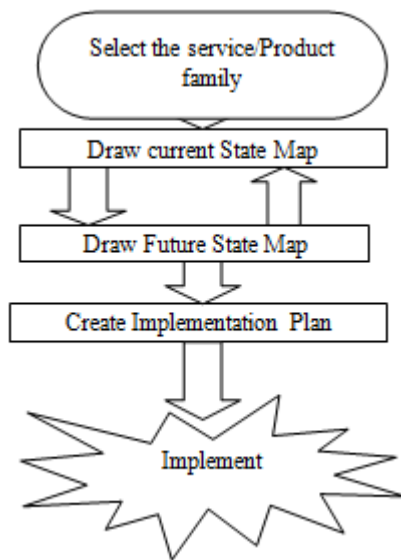 Select the service/Product
family
Draw current State Map
Draw Future State Map
Create Implementation Plan
Implement